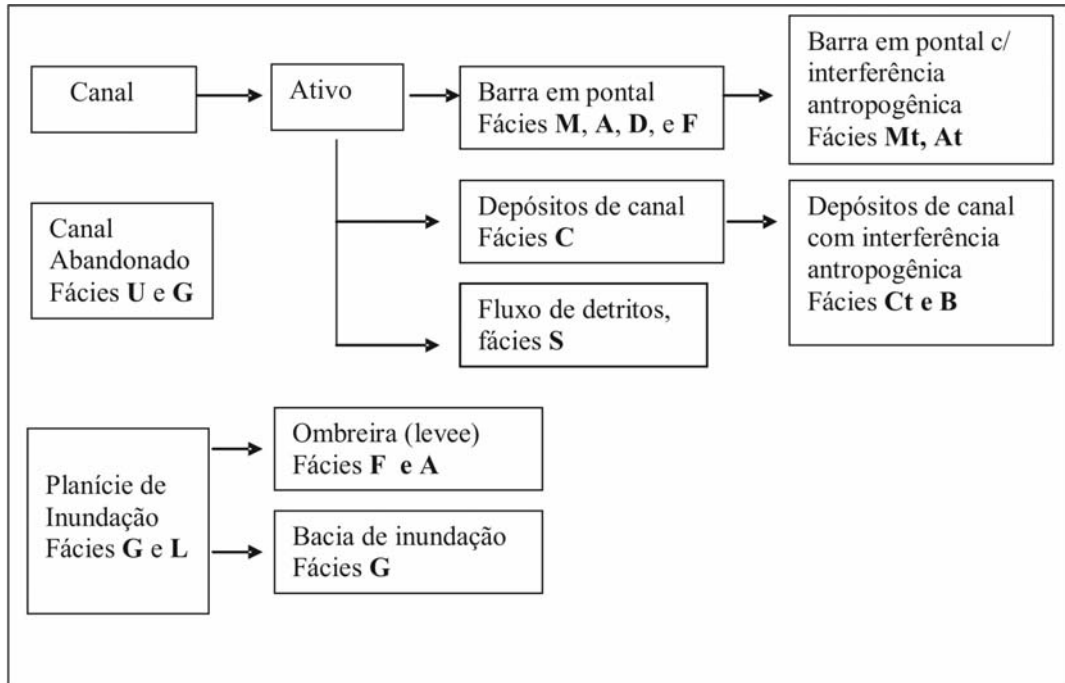 Canal
Ativo
Barra em pontal
Fácies M, A, D, e F
Barra em pontal c/
interferência
antropogênica
Fácies Mt, At
Canal
Abandonado
Fácies U e G
Depósitos de canal
Fácies C
Depósitos de canal
com interferência
antropogênica
Fácies Ct e B
Fluxo de detritos,
fácies S
Planície de
Inundação
Fácies G e L
Ombreira (levee)
Fácies F e A
Bacia de inundação
Fácies G